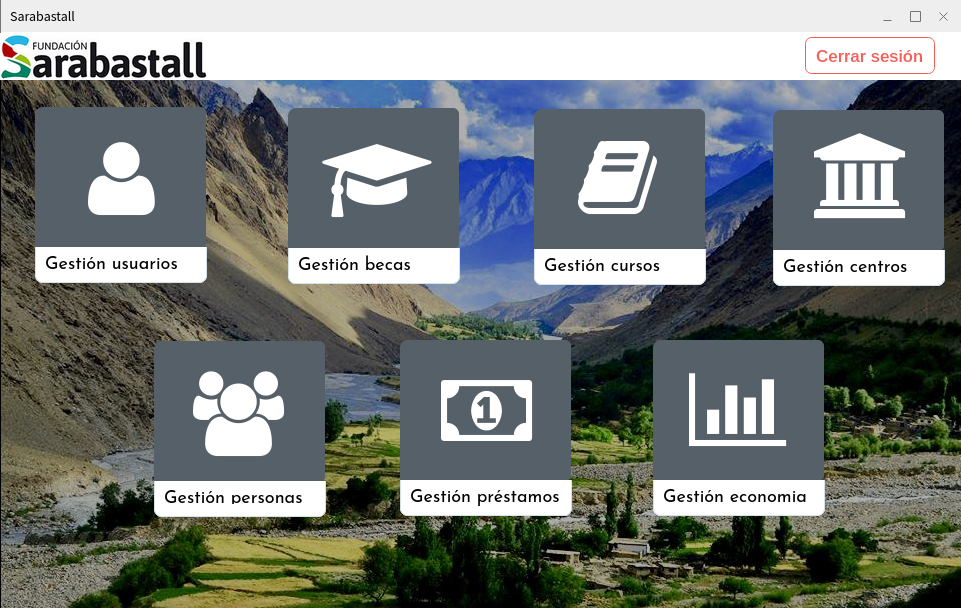 Sarabastall
FUNDACIÓN
Sarabastall
Cerrar sesión
Gestión usuarios
Gestión becas
Gestión cursos
Gestión centros
1
Gestión personas
Gestión préstamos
Gestión economia